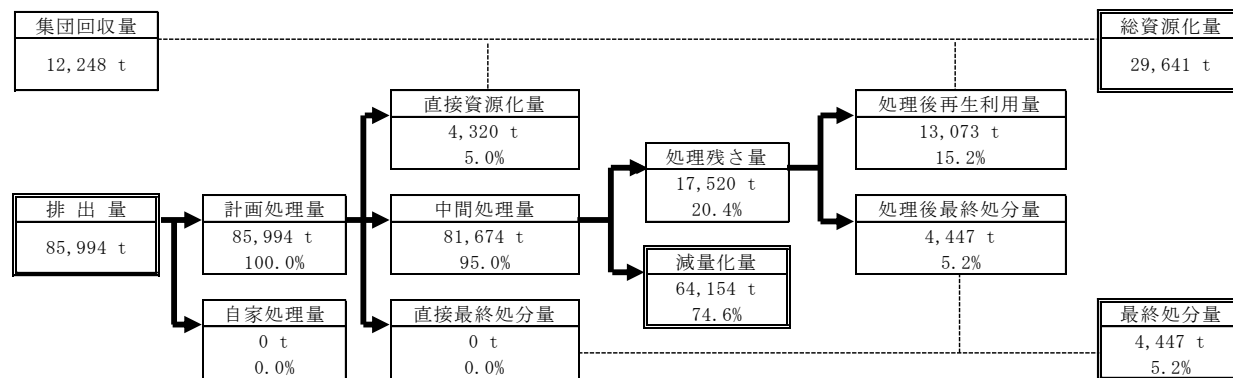 集団回収量
12,248 t
総資源化量
29,641 t
直接資源化量
4,320 t
5.0%
処理後再生利用量
13,073 t
15.2%
処理残さ量
17,520 t
20.4%
排 出 量
85,994 t
計画処理量
85,994 t
100.0%
中間処理量
81,674 t
95.0%
処理後最終処分量
4,447 t
5.2%
減量化量
64,154 t
74.6%
自家処理量
0 t
0.0%
直接最終処分量
0 t
0.0%
最終処分量
4,447 t
5.2%